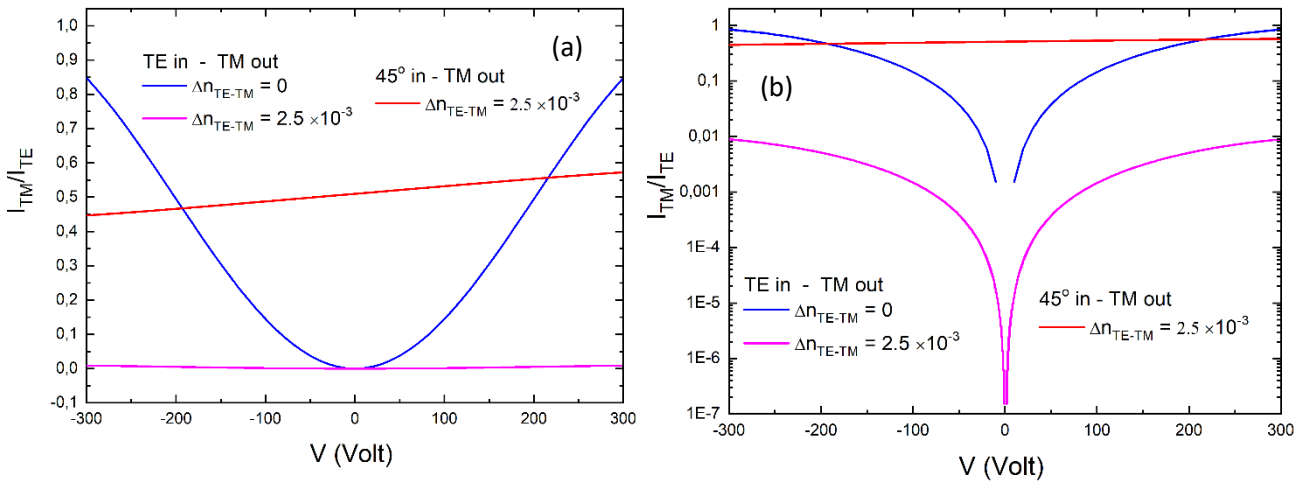 1,0
0,9
0,8
0,7
0,6
0,5
0,4
0,3
0,2
0,1
0,0
-0,1
I_TM/I_TE
(a)
TE in - TM out
Δn_TE-TM = 0
Δn_TE-TM = 2.5 ×10⁻³
45° in - TM out
Δn_TE-TM = 2.5 ×10⁻³
-300 -200 -100 0 100 200 300
V (Volt)
1
0,1
0,01
0,001
1E-4
1E-5
1E-6
1E-7
I_TM/I_TE
(b)
TE in - TM out
Δn_TE-TM = 0
Δn_TE-TM = 2.5 ×10⁻³
45° in - TM out
Δn_TE-TM = 2.5 ×10⁻³
-300 -200 -100 0 100 200 300
V (Volt)